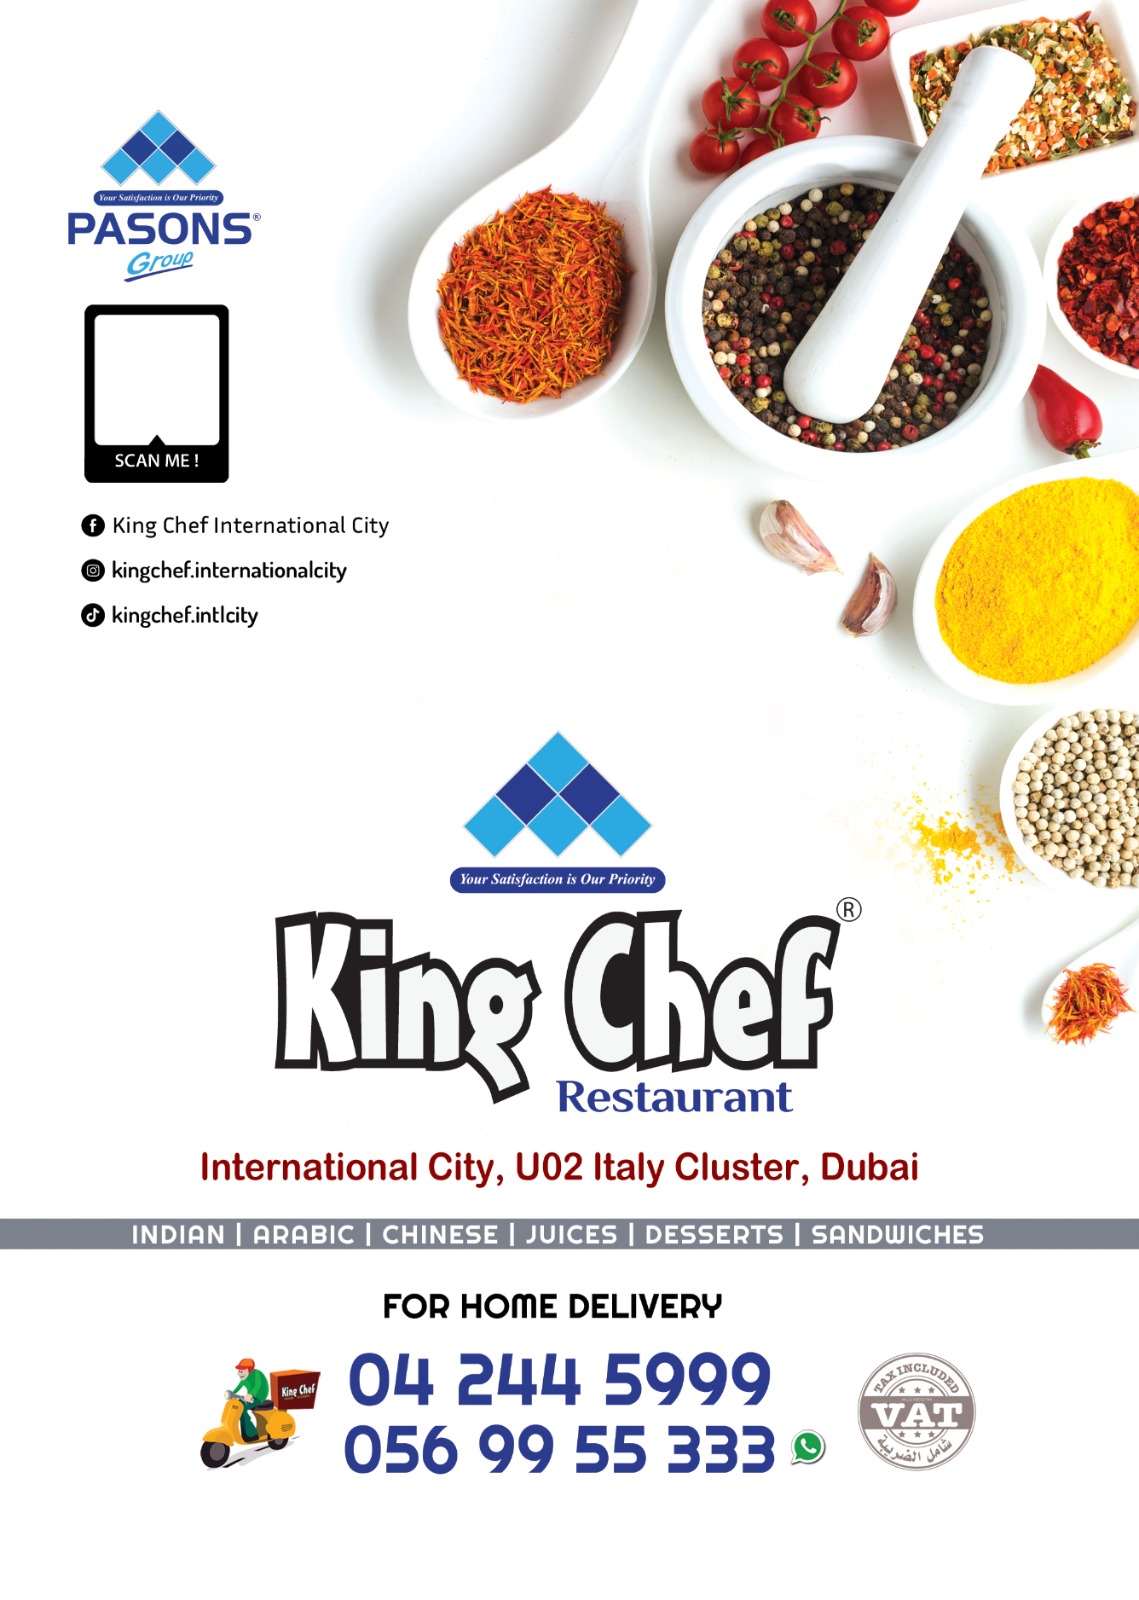 Your Satisfaction is Our Priority
PASONS®
Group
SCAN ME !
King Chef International City
kingchef.internationalcity
kingchef.intlcity
Your Satisfaction is Our Priority
King Chef®
Restaurant
International City, U02 Italy Cluster, Dubai
INDIAN | ARABIC | CHINESE | JUICES | DESSERTS | SANDWICHES
FOR HOME DELIVERY
King Chef
04 244 5999
056 99 55 333
TAX INCLUDED
VAT
شامل الضريبة